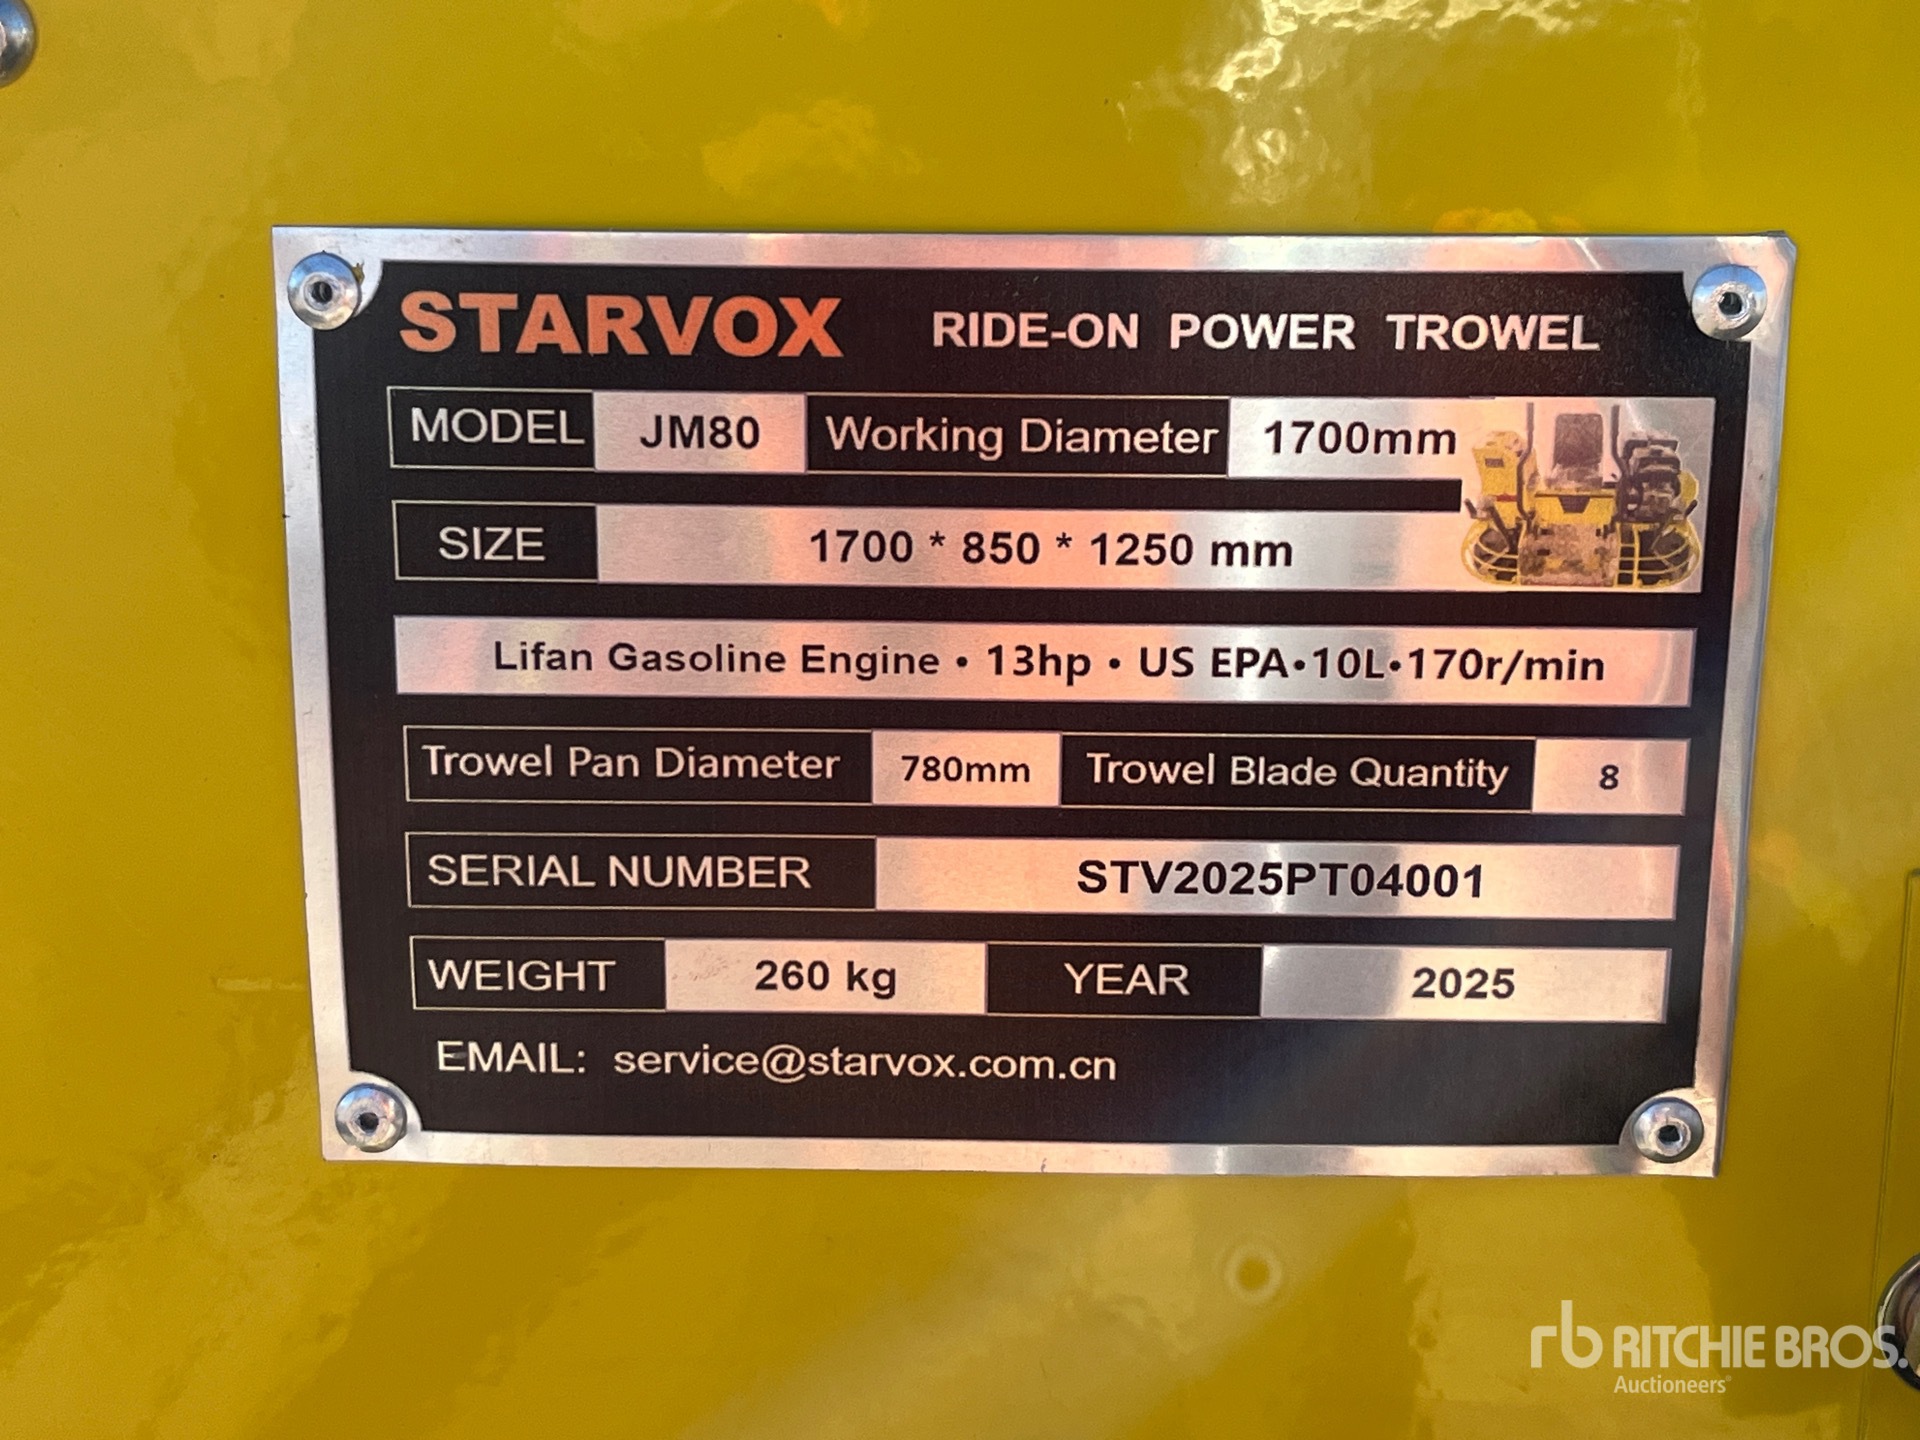 STARVOX RIDE-ON POWER TROWEL
MODEL JM80 Working Diameter 1700mm
SIZE 1700 * 850 * 1250 mm
Lifan Gasoline Engine • 13hp • US EPA•10L•170r/min
Trowel Pan Diameter 780mm Trowel Blade Quantity 8
SERIAL NUMBER STV2025PT04001
WEIGHT 260 kg YEAR 2025
EMAIL: service@starvox.com.cn
rb RITCHIE BROS.
Auctioneers